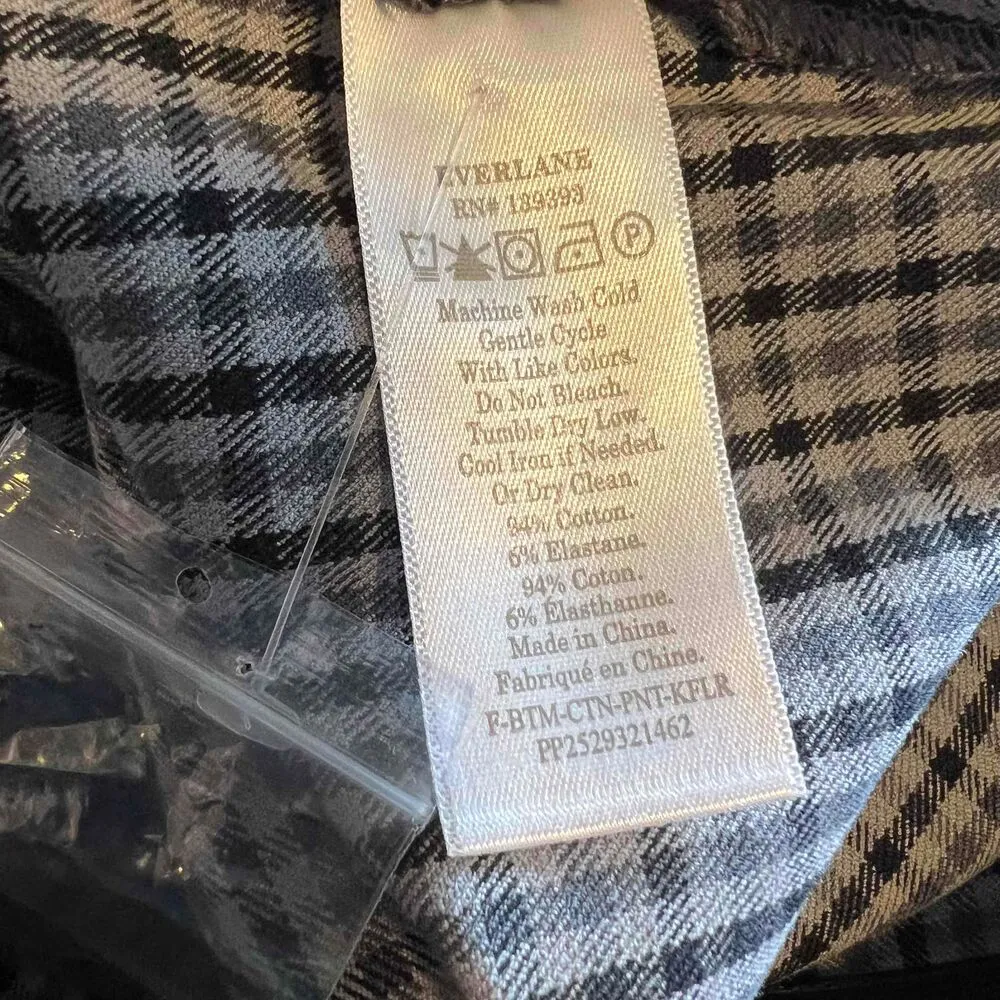 EVERLANE
RN# 139393
P
Machine Wash Cold
Gentle Cycle
With Like Colors.
Do Not Bleach.
Tumble Dry Low.
Cool Iron if Needed.
Or Dry Clean.
94% Cotton.
6% Elastane.
94% Coton.
6% Elasthanne.
Made in China.
Fabriqué en Chine.
F-BTM-CTN-PNT-KFLR
PP2529321462